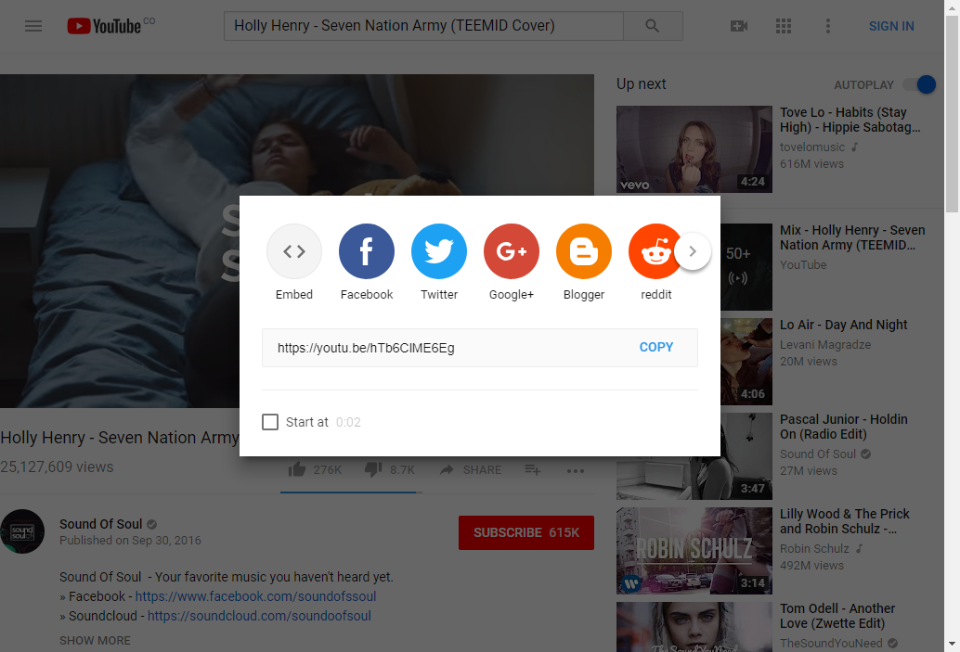 YouTube CO
Holly Henry - Seven Nation Army (TEEMID Cover)
SIGN IN
Up next
AUTOPLAY
vevo
4:24
Tove Lo - Habits (Stay
High) - Hippie Sabotag...
tovelomusic
616M views
50+
Mix - Holly Henry - Seven
Nation Army (TEEMID...
YouTube
4:06
Lo Air - Day And Night
Levani Magradze
20M views
3:47
Pascal Junior - Holdin
On (Radio Edit)
Sound Of Soul
27M views
ROBIN SCHULZ
3:14
Lilly Wood & The Prick
and Robin Schulz -...
Robin Schulz
492M views
The SoundYouNeed
Tom Odell - Another
Love (Zwette Edit)
TheSoundYouNeed
Embed
Facebook
G+
Twitter
Google+
Blogger
reddit
https://youtu.be/hTb6CIME6Eg
COPY
Start at 0:02
Holly Henry - Seven Nation Army
25,127,609 views
276K
8.7K
SHARE
sound
soul
Sound Of Soul
Published on Sep 30, 2016
SUBSCRIBE 615K
Sound Of Soul - Your favorite music you haven't heard yet.
» Facebook - https://www.facebook.com/soundofssoul
» Soundcloud - https://soundcloud.com/soundoofsoul
SHOW MORE